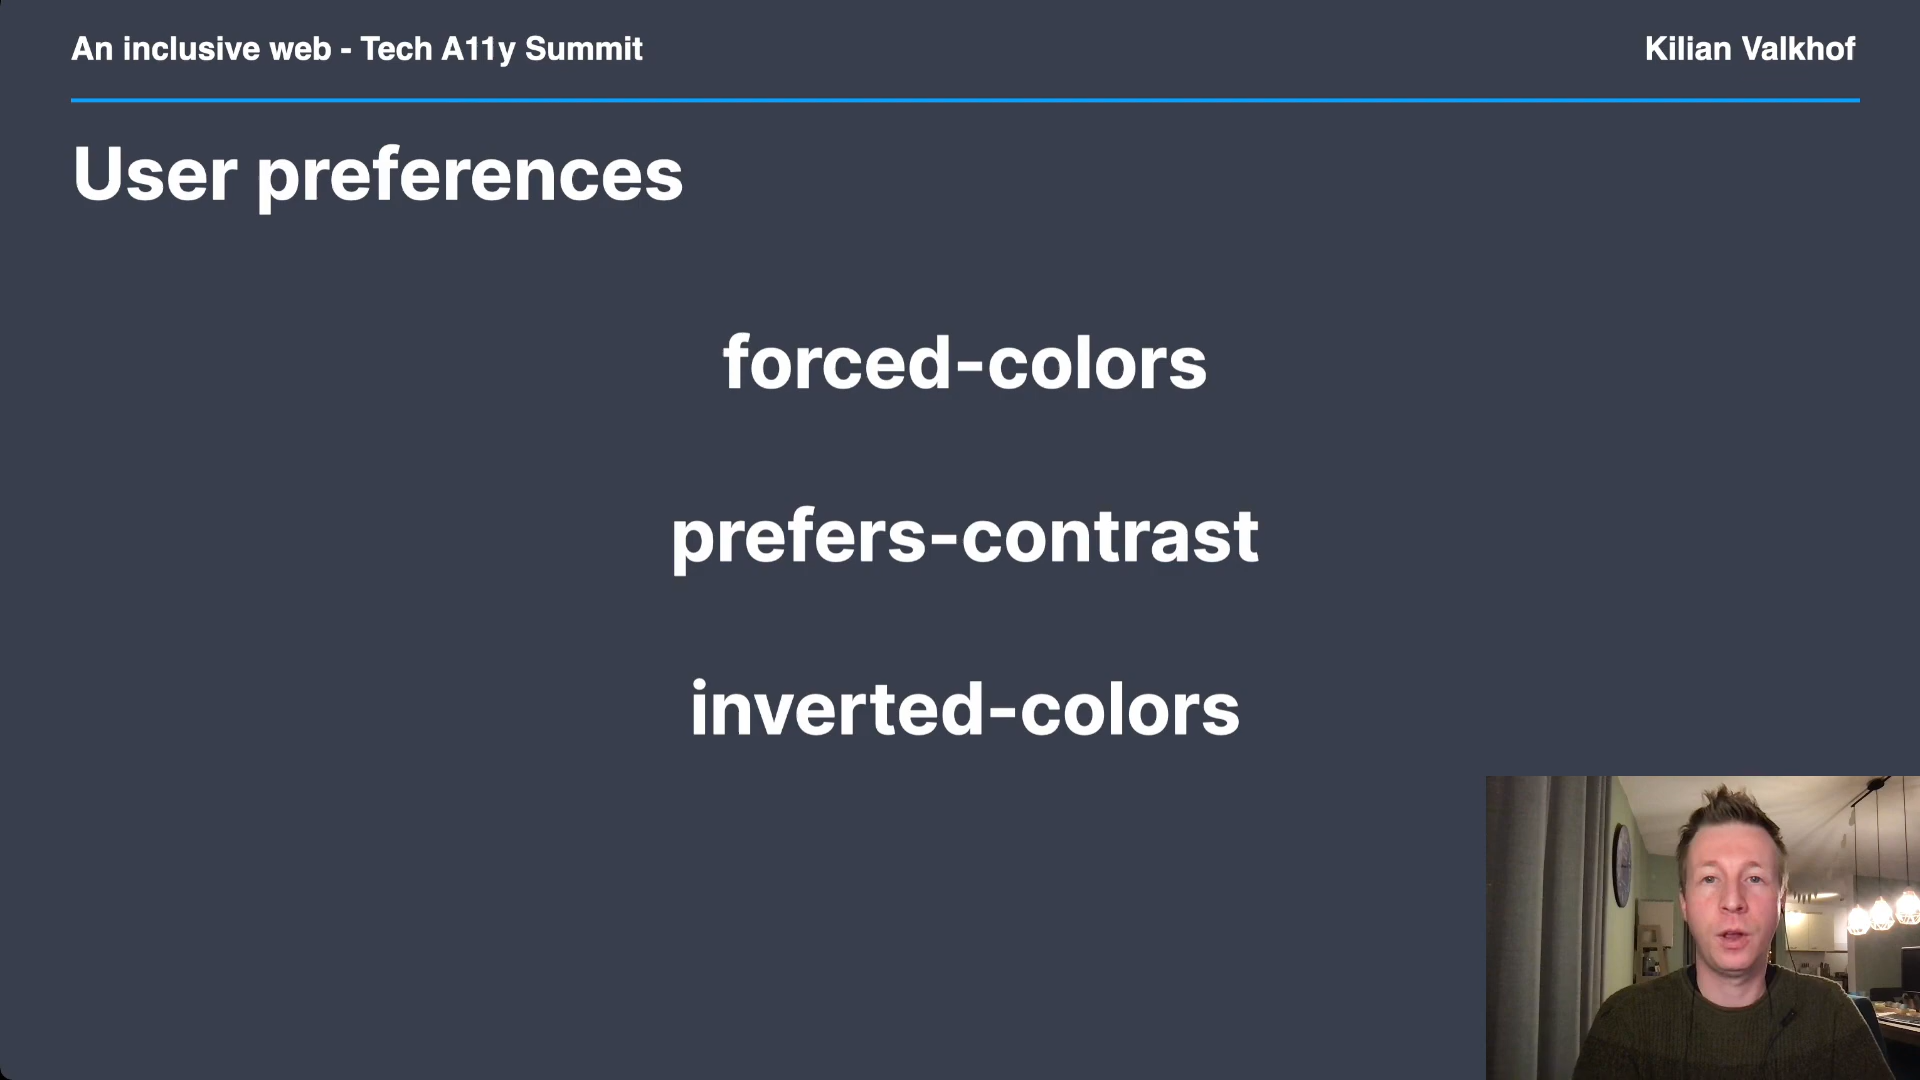 An inclusive web - Tech A11y Summit
Kilian Valkhof
User preferences
forced-colors
prefers-contrast
inverted-colors